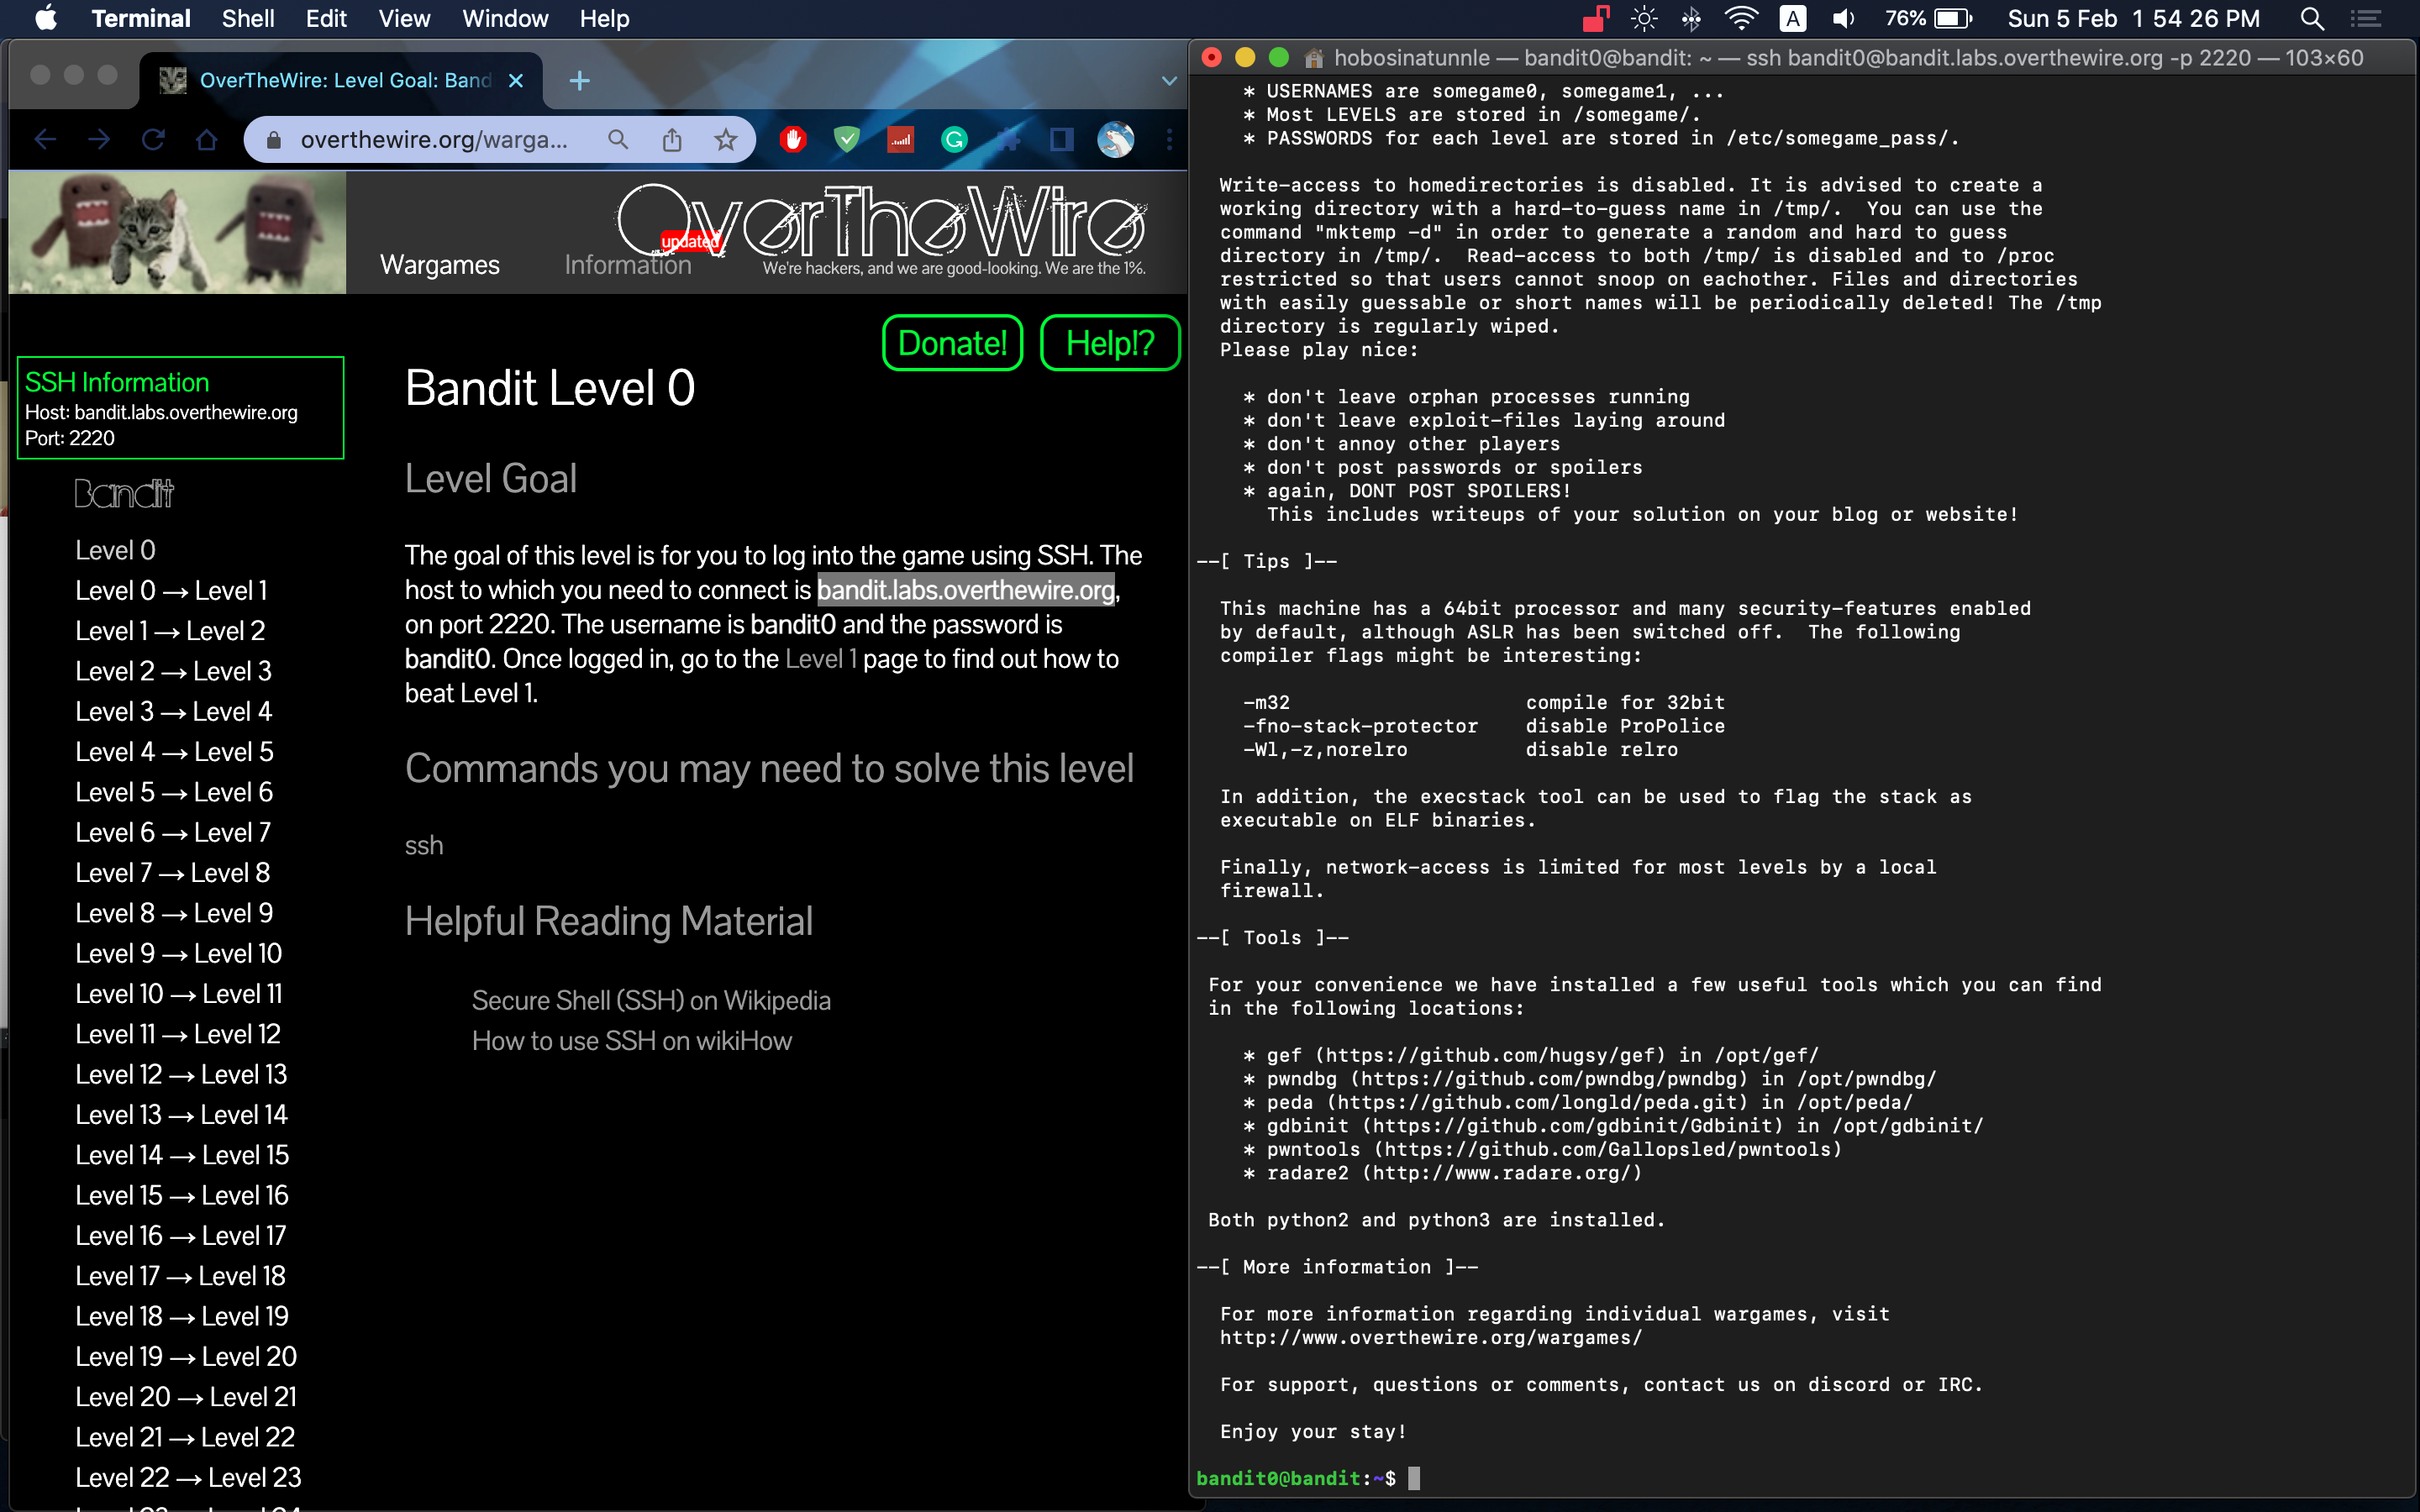 Terminal Shell Edit View Window Help
A 76% Sun 5 Feb 1 54 26 PM
OverTheWire: Level Goal: Band
overthewire.org/warga...
OverTheWire
updated
Wargames Information We're hackers, and we are good-looking. We are the 1%.
Donate! Help!?
SSH Information
Host: bandit.labs.overthewire.org
Port: 2220
Bandit
Level 0
Level 0 → Level 1
Level 1 → Level 2
Level 2 → Level 3
Level 3 → Level 4
Level 4 → Level 5
Level 5 → Level 6
Level 6 → Level 7
Level 7 → Level 8
Level 8 → Level 9
Level 9 → Level 10
Level 10 → Level 11
Level 11 → Level 12
Level 12 → Level 13
Level 13 → Level 14
Level 14 → Level 15
Level 15 → Level 16
Level 16 → Level 17
Level 17 → Level 18
Level 18 → Level 19
Level 19 → Level 20
Level 20 → Level 21
Level 21 → Level 22
Level 22 → Level 23
Bandit Level 0
Level Goal
The goal of this level is for you to log into the game using SSH. The
host to which you need to connect is bandit.labs.overthewire.org,
on port 2220. The username is bandit0 and the password is
bandit0. Once logged in, go to the Level 1 page to find out how to
beat Level 1.
Commands you may need to solve this level
ssh
Helpful Reading Material
Secure Shell (SSH) on Wikipedia
How to use SSH on wikiHow
hobosinatunnle — bandit0@bandit: ~ — ssh bandit0@bandit.labs.overthewire.org -p 2220 — 103×60
* USERNAMES are somegame0, somegame1, ...
* Most LEVELS are stored in /somegame/.
* PASSWORDS for each level are stored in /etc/somegame_pass/.
Write-access to homedirectories is disabled. It is advised to create a
working directory with a hard-to-guess name in /tmp/.  You can use the
command "mktemp -d" in order to generate a random and hard to guess
directory in /tmp/.  Read-access to both /tmp/ is disabled and to /proc
restricted so that users cannot snoop on eachother. Files and directories
with easily guessable or short names will be periodically deleted! The /tmp
directory is regularly wiped.
Please play nice:
* don't leave orphan processes running
* don't leave exploit-files laying around
* don't annoy other players
* don't post passwords or spoilers
* again, DONT POST SPOILERS!
This includes writeups of your solution on your blog or website!
--[ Tips ]--
This machine has a 64bit processor and many security-features enabled
by default, although ASLR has been switched off.  The following
compiler flags might be interesting:
-m32                    compile for 32bit
-fno-stack-protector    disable ProPolice
-Wl,-z,norelro          disable relro
In addition, the execstack tool can be used to flag the stack as
executable on ELF binaries.
Finally, network-access is limited for most levels by a local
firewall.
--[ Tools ]--
For your convenience we have installed a few useful tools which you can find
in the following locations:
* gef (https://github.com/hugsy/gef) in /opt/gef/
* pwndbg (https://github.com/pwndbg/pwndbg) in /opt/pwndbg/
* peda (https://github.com/longld/peda.git) in /opt/peda/
* gdbinit (https://github.com/gdbinit/Gdbinit) in /opt/gdbinit/
* pwntools (https://github.com/Gallopsled/pwntools)
* radare2 (http://www.radare.org/)
Both python2 and python3 are installed.
--[ More information ]--
For more information regarding individual wargames, visit
http://www.overthewire.org/wargames/
For support, questions or comments, contact us on discord or IRC.
Enjoy your stay!
bandit0@bandit:~$